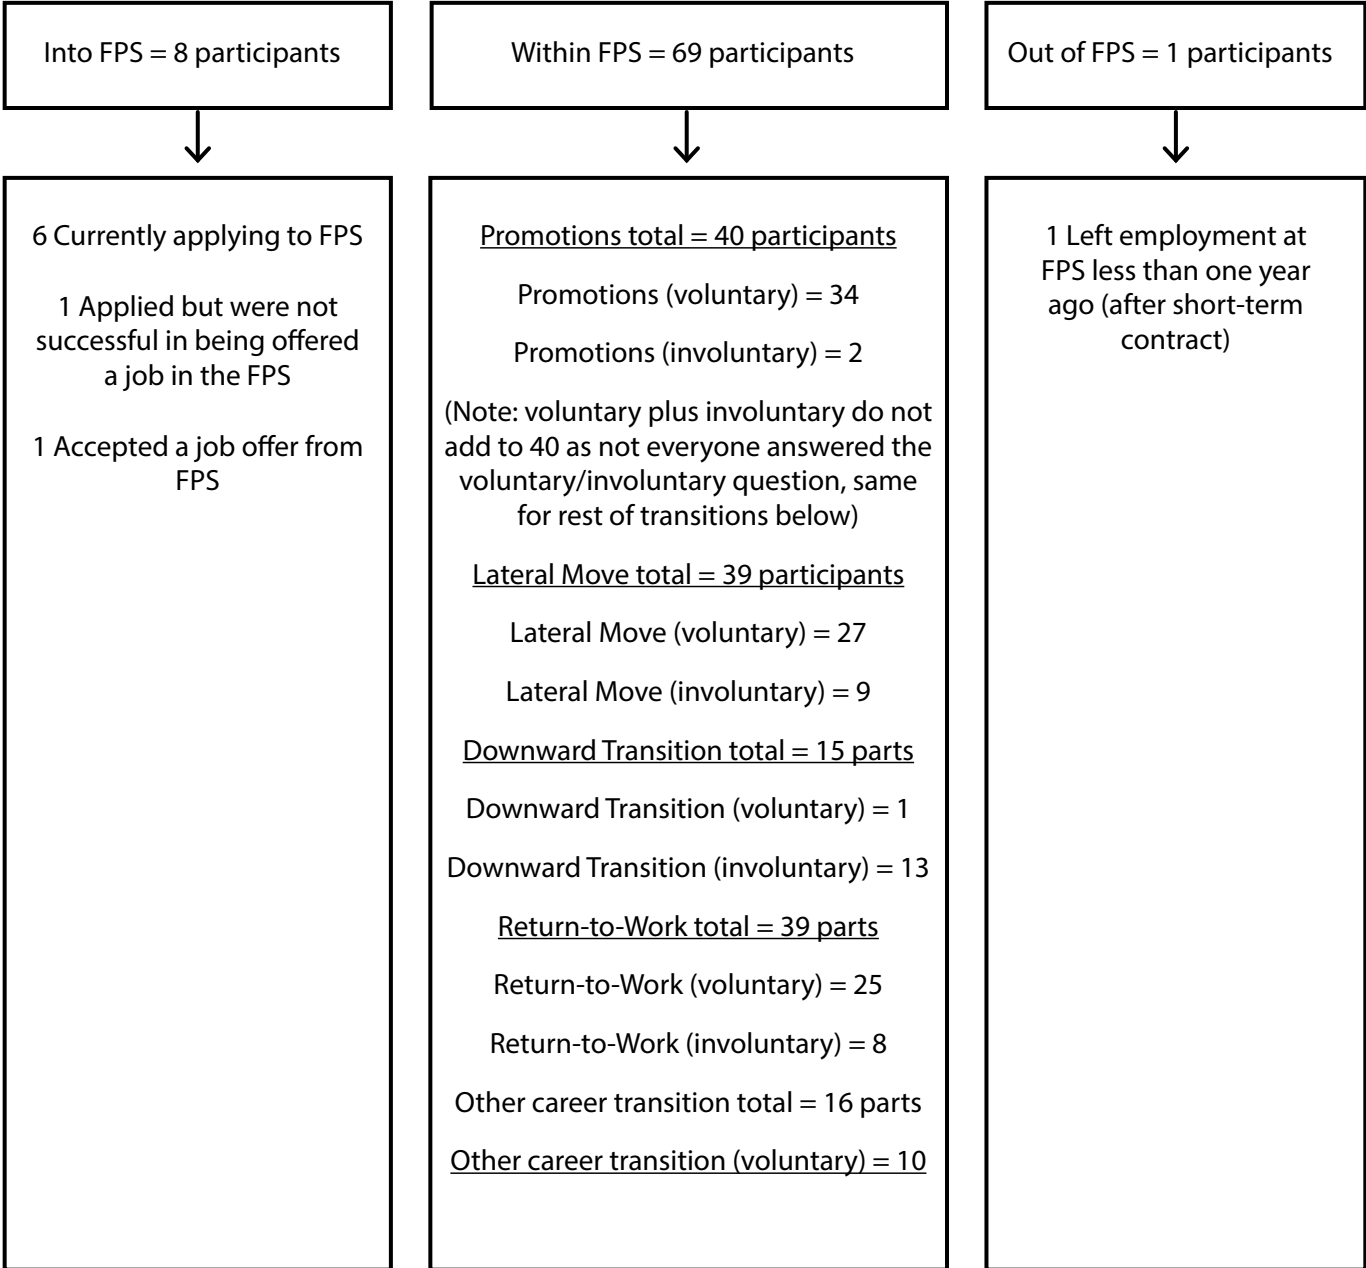 Into FPS = 8 participants
Within FPS = 69 participants
Out of FPS = 1 participants
6 Currently applying to FPS
1 Applied but were not
successful in being offered
a job in the FPS
1 Accepted a job offer from
FPS
Promotions total = 40 participants
Promotions (voluntary) = 34
Promotions (involuntary) = 2
(Note: voluntary plus involuntary do not
add to 40 as not everyone answered the
voluntary/involuntary question, same
for rest of transitions below)
Lateral Move total = 39 participants
Lateral Move (voluntary) = 27
Lateral Move (involuntary) = 9
Downward Transition total = 15 parts
Downward Transition (voluntary) = 1
Downward Transition (involuntary) = 13
Return-to-Work total = 39 parts
Return-to-Work (voluntary) = 25
Return-to-Work (involuntary) = 8
Other career transition total = 16 parts
Other career transition (voluntary) = 10
1 Left employment at
FPS less than one year
ago (after short-term
contract)